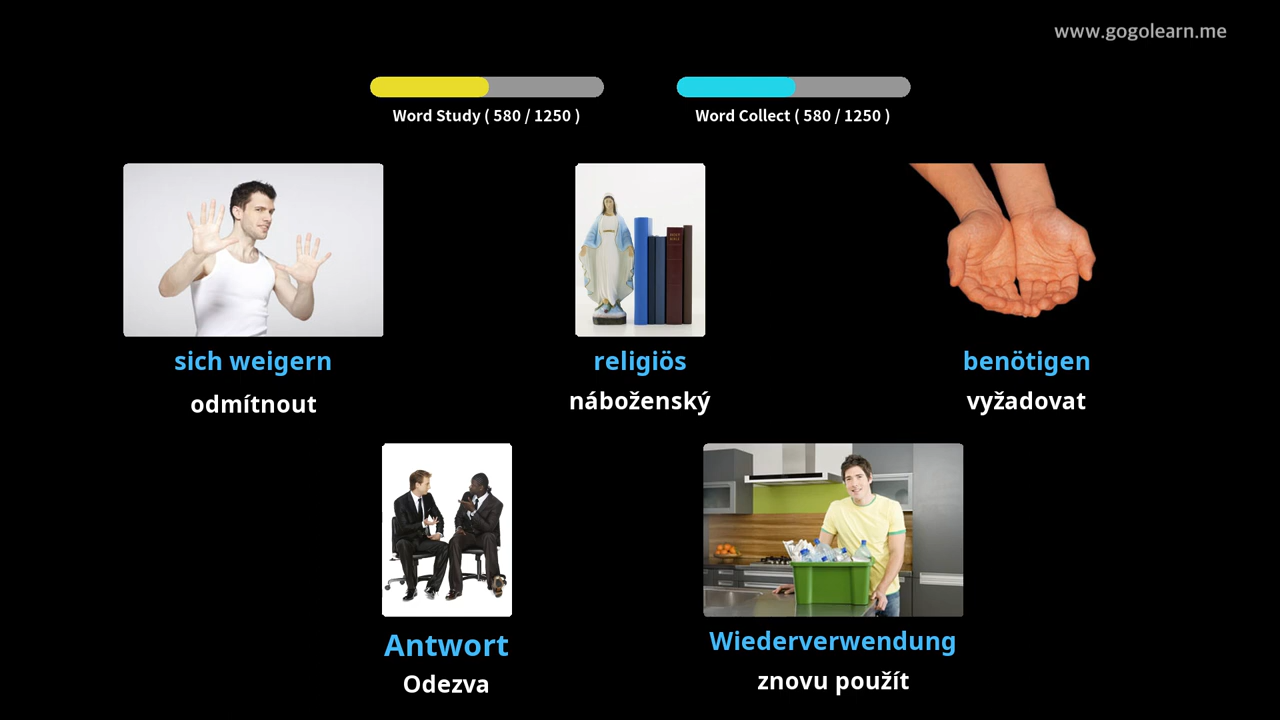 www.gogolearn.me
Word Study ( 580 / 1250 )
Word Collect ( 580 / 1250 )
sich weigern
odmítnout
religiös
náboženský
benötigen
vyžadovat
Antwort
Odezva
Wiederverwendung
znovu použít